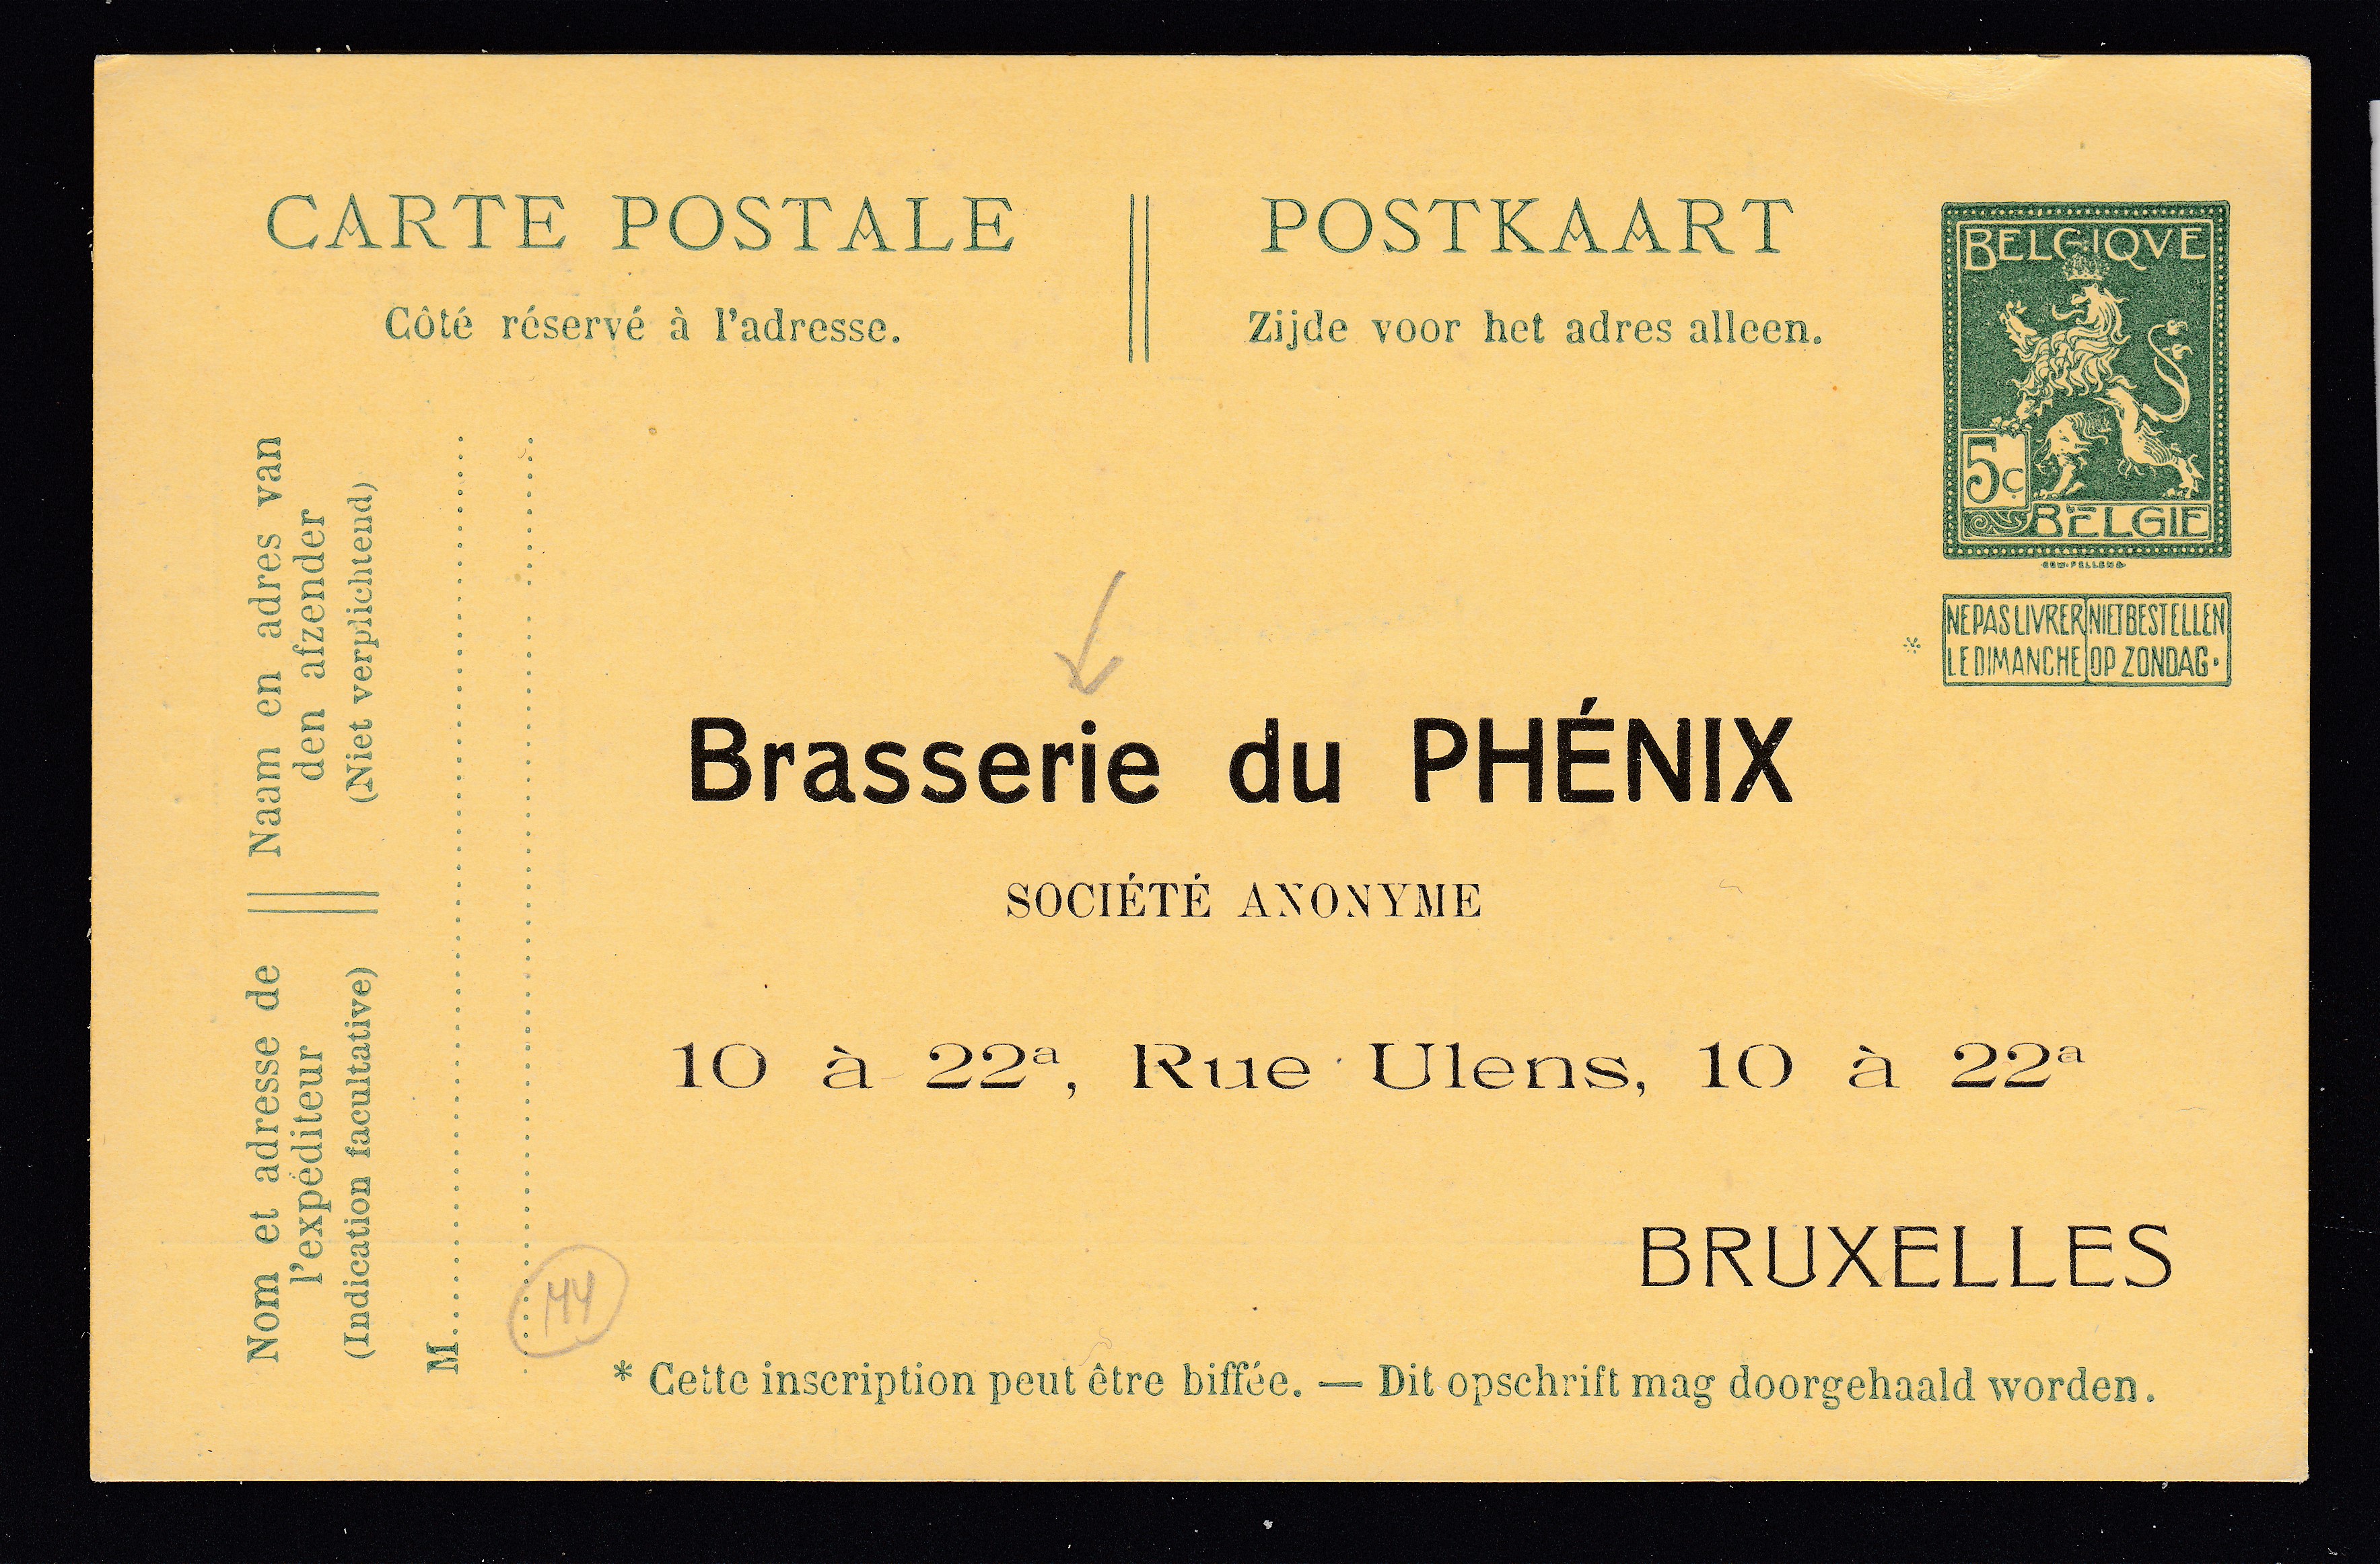 CARTE POSTALE
Côté réservé à l'adresse.
POSTKAART
Zijde voor het adres alleen.
BELGIQVE
5c
BELGIE
NE PAS LIVRER LE DIMANCHE
NIET BESTELLEN OP ZONDAG.
*
Naam en adres van
den afzender
(Niet verplichtend)
Nom et adresse de
l'expéditeur
(Indication facultative)
M
Brasserie du PHÉNIX
SOCIÉTÉ ANONYME
10 à 22a, Rue Ulens, 10 à 22a
BRUXELLES
* Cette inscription peut être biffée. — Dit opschrift mag doorgehaald worden.